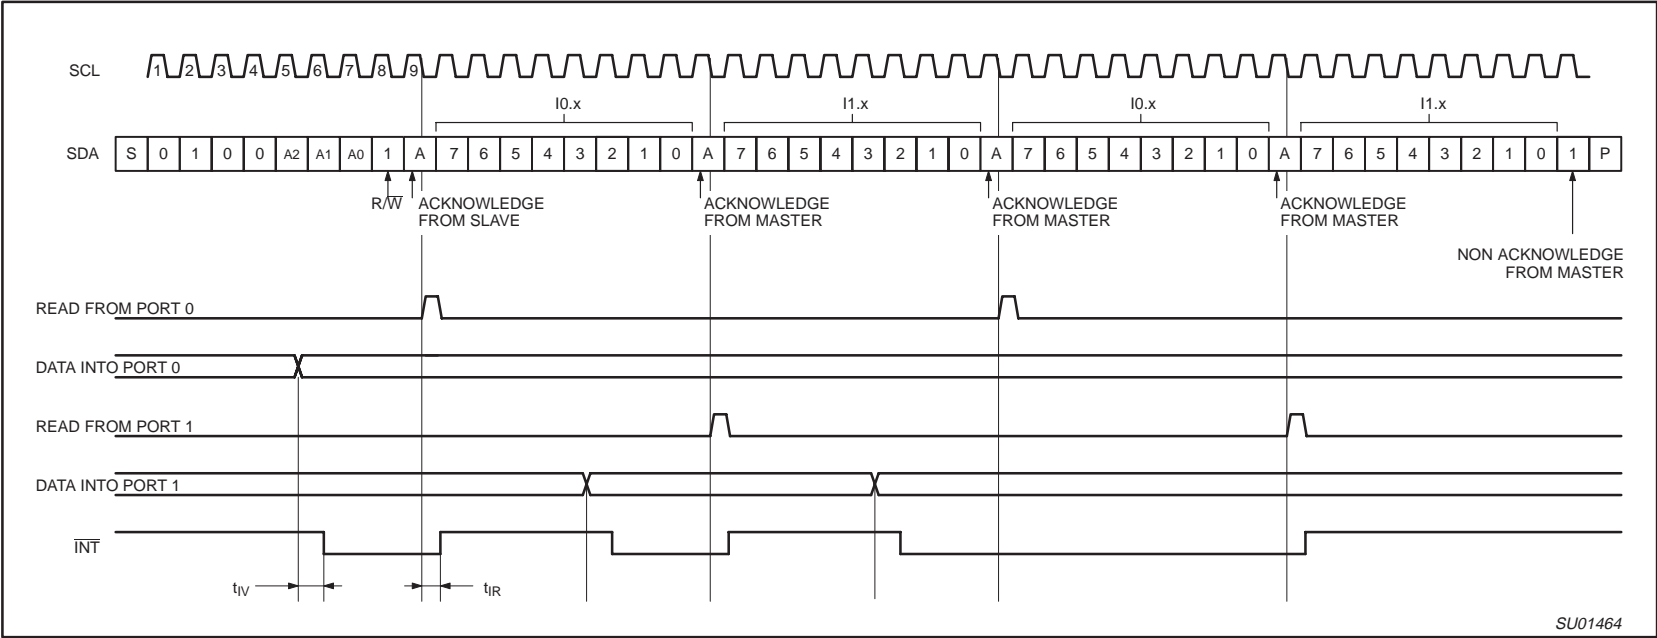 SCL 1 2 3 4 5 6 7 8 9
I0.x I1.x I0.x I1.x
SDA S 0 1 0 0 A2 A1 A0 1 A 7 6 5 4 3 2 1 0 A 7 6 5 4 3 2 1 0 A 7 6 5 4 3 2 1 0 A 7 6 5 4 3 2 1 0 1 P
R/W ACKNOWLEDGE ACKNOWLEDGE ACKNOWLEDGE ACKNOWLEDGE
FROM SLAVE FROM MASTER FROM MASTER FROM MASTER
NON ACKNOWLEDGE
FROM MASTER
READ FROM PORT 0
DATA INTO PORT 0
READ FROM PORT 1
DATA INTO PORT 1
INT
tIV tIR
SU01464